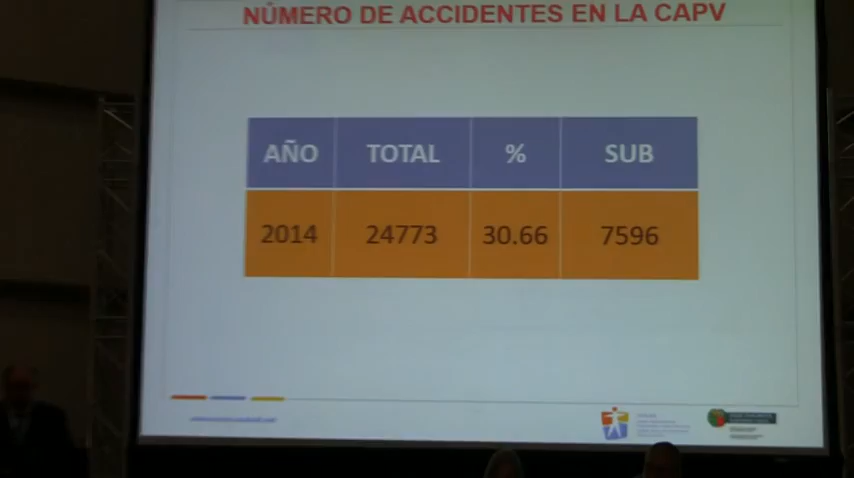 NÚMERO DE ACCIDENTES EN LA CAPV
AÑO TOTAL % SUB
2014 24773 30.66 7596